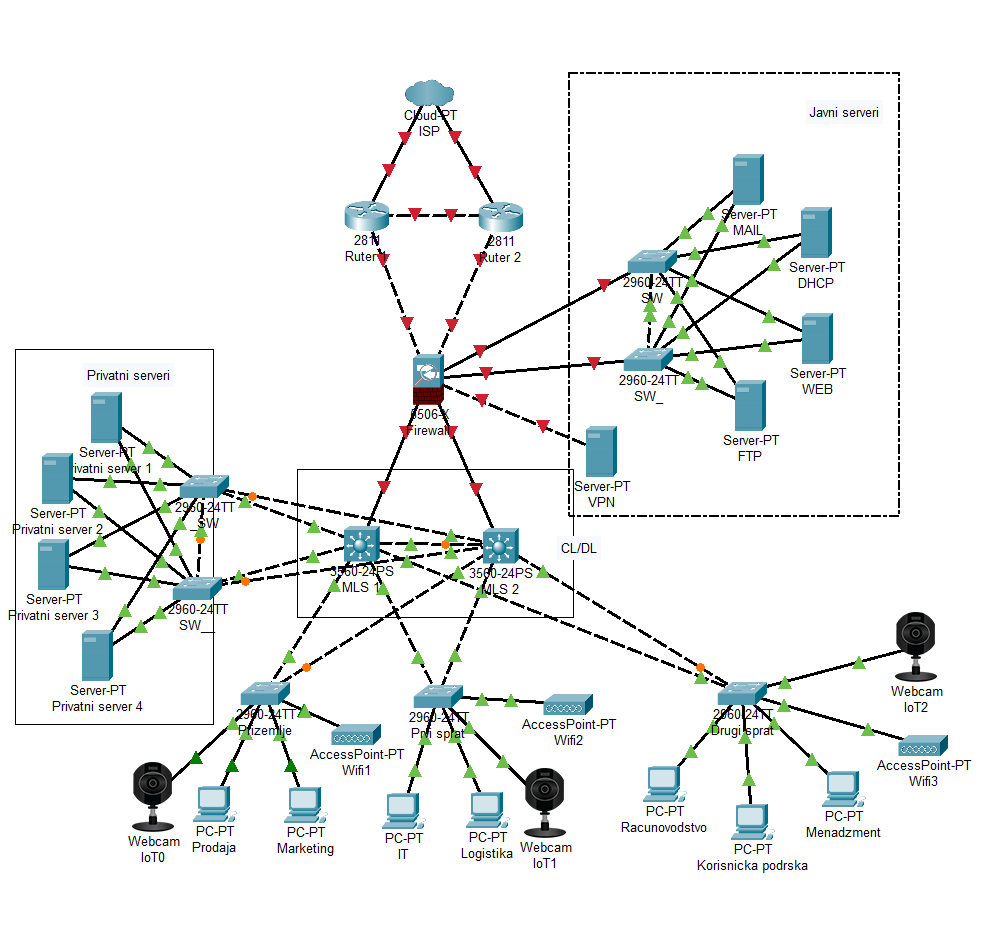 Cloud-PT
ISP
Javni serveri
Server-PT
MAIL
2811
Ruter 1
2811
Ruter 2
Server-PT
DHCP
2960-24TT
SW
Server-PT
WEB
2960-24TT
SW_
Privatni serveri
5506-X
Firewall
Server-PT
FTP
Server-PT
Privatni server 1
Server-PT
VPN
2960-24TT
_SW
Server-PT
Privatni server 2
CL/DL
3560-24PS
MLS 1
3560-24PS
MLS 2
Server-PT
Privatni server 3
2960-24TT
SW__
Server-PT
Privatni server 4
Webcam
IoT2
2960-24TT
Prizemlje
2960-24TT
Prvi sprat
2960-24TT
Drugi sprat
AccessPoint-PT
Wifi1
AccessPoint-PT
Wifi2
AccessPoint-PT
Wifi3
Webcam
IoT0
PC-PT
Prodaja
PC-PT
Marketing
PC-PT
IT
PC-PT
Logistika
Webcam
IoT1
PC-PT
Racunovodstvo
PC-PT
Korisnicka podrska
PC-PT
Menadzment